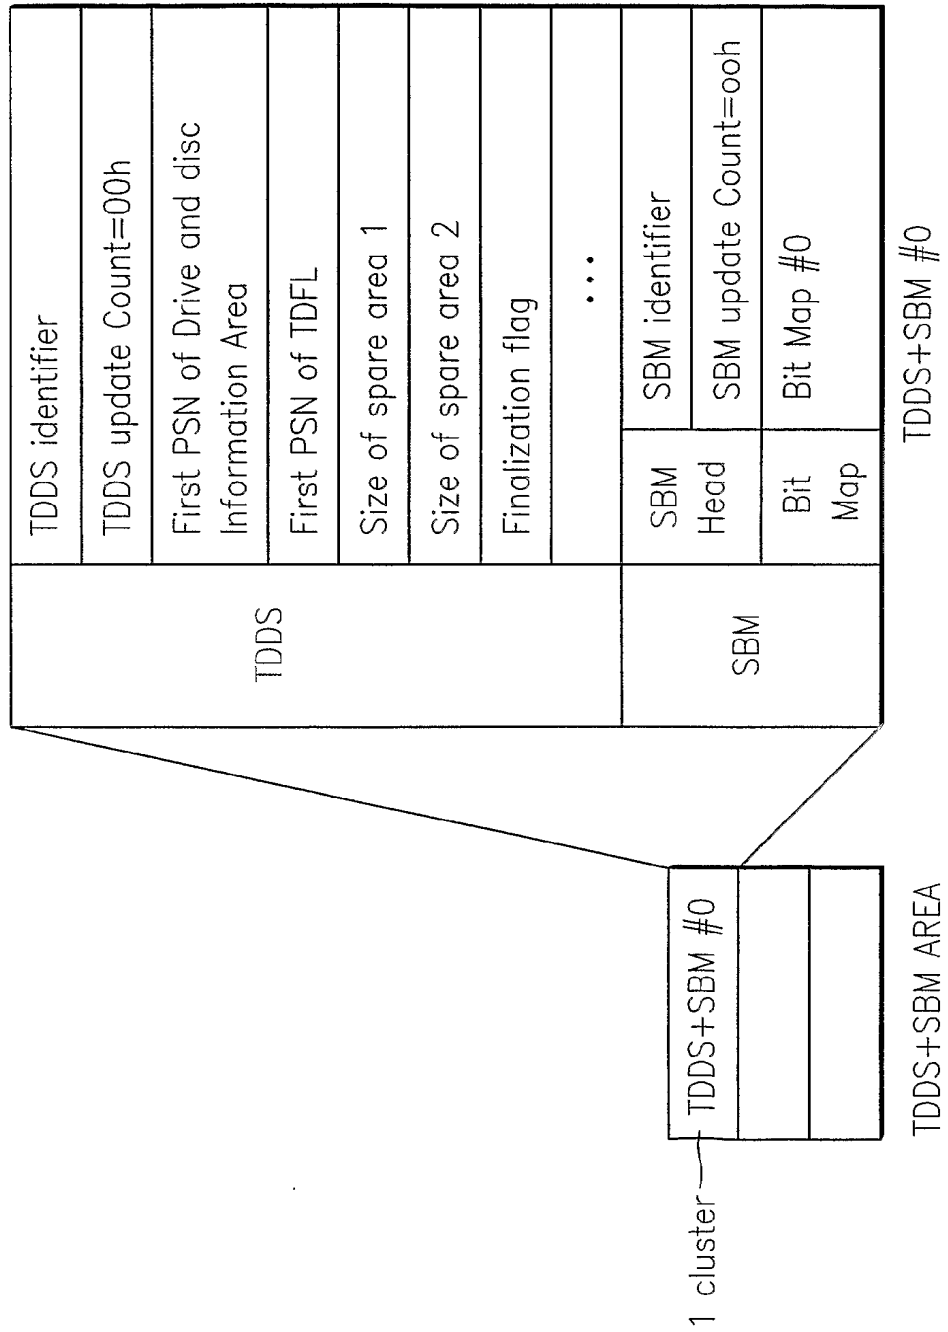 1 cluster
TDDS+SBM #0
TDDS+SBM AREA
TDDS
TDDS identifier
TDDS update Count=00h
First PSN of Drive and disc
Information Area
First PSN of TDFL
Size of spare area 1
Size of spare area 2
Finalization flag
...
SBM
SBM
Head
SBM identifier
SBM update Count=ooh
Bit
Map
Bit Map #0
TDDS+SBM #0